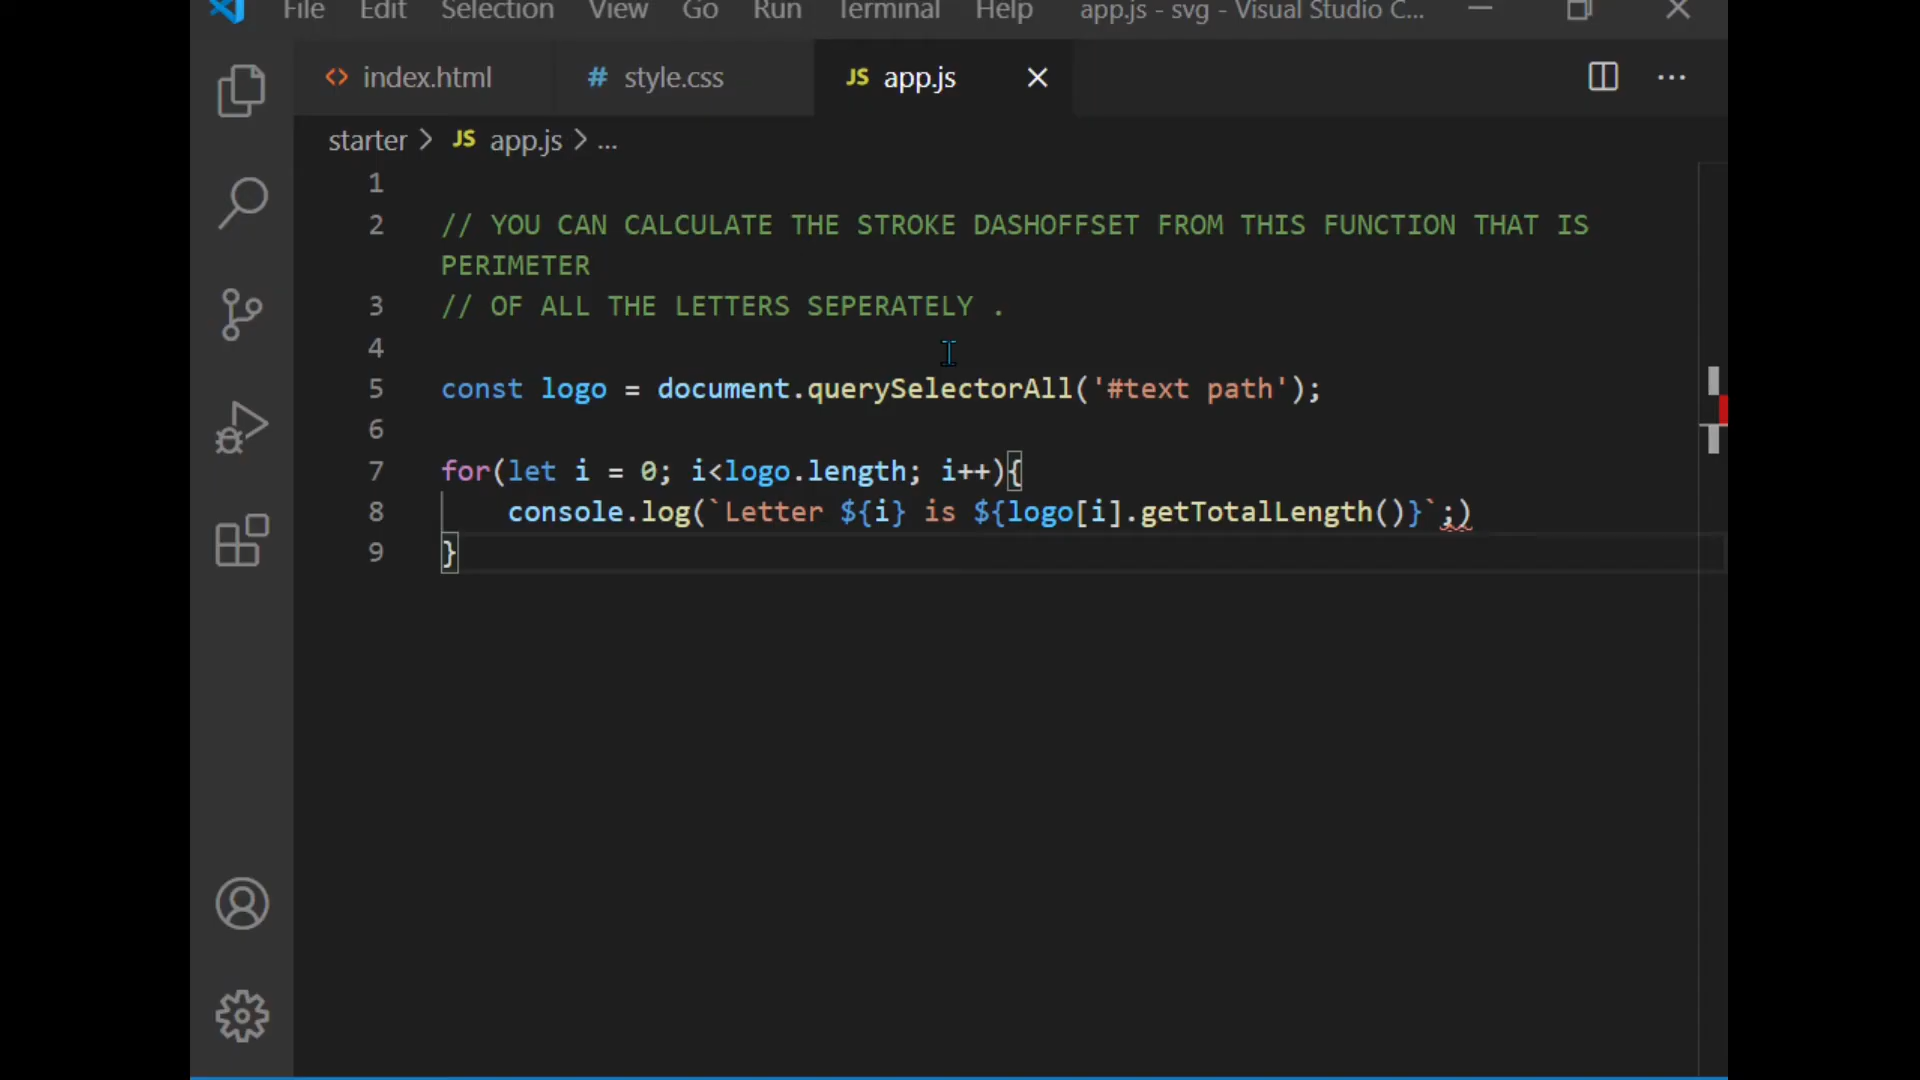 File Edit Selection View Go Run Terminal Help app.js - svg - Visual Studio C...
index.html # style.css JS app.js
starter > JS app.js > ...
1
2 // YOU CAN CALCULATE THE STROKE DASHOFFSET FROM THIS FUNCTION THAT IS
PERIMETER
3 // OF ALL THE LETTERS SEPERATELY .
4
5 const logo = document.querySelectorAll('#text path');
6
7 for(let i = 0; i<logo.length; i++){
8 console.log(`Letter ${i} is ${logo[i].getTotalLength()}`;)
9 }